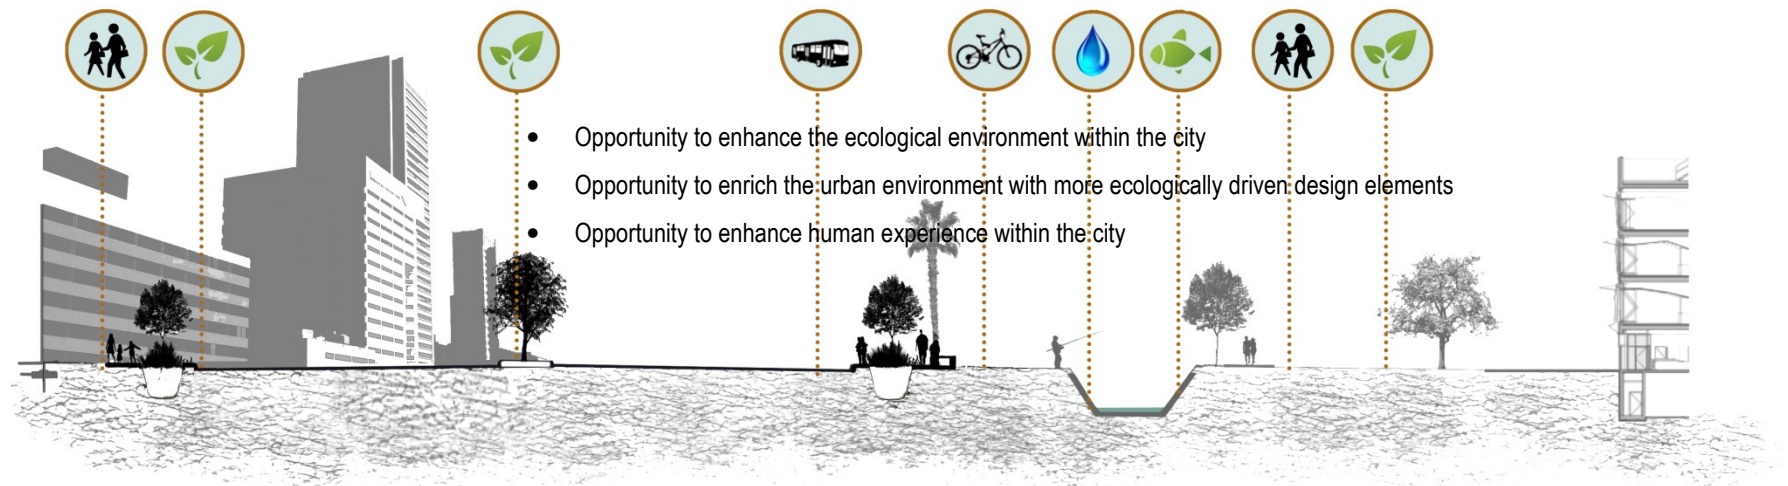 • Opportunity to enhance the ecological environment within the city
• Opportunity to enrich the urban environment with more ecologically driven design elements
• Opportunity to enhance human experience within the city